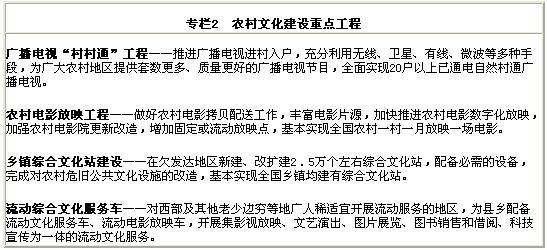 专栏2　农村文化建设重点工程
广播电视“村村通”工程——推进广播电视进村入户，充分利用无线、卫星、有线、微波等多种手
段，为广大农村地区提供套数更多、质量更好的广播电视节目，全面实现20户以上已通电自然村通广
播电视。
农村电影放映工程——做好农村电影拷贝配送工作，丰富电影片源，加快推进农村电影数字化放映，
加强农村电影院更新改造，增加固定或流动放映点，基本实现全国农村一村一月放映一场电影。
乡镇综合文化站建设——在欠发达地区新建、改扩建2．5万个左右综合文化站，配备必需的设备，
完成对农村危旧公共文化设施的改造，基本实现全国乡镇均建有综合文化站。
流动综合文化服务车——对西部及其他老少边穷等地广人稀适宜开展流动服务的地区，为县乡配备
流动文化服务车、流动电影放映车，开展集影视放映、文艺演出、图片展览、图书销售和借阅、科技
宣传为一体的流动文化服务。